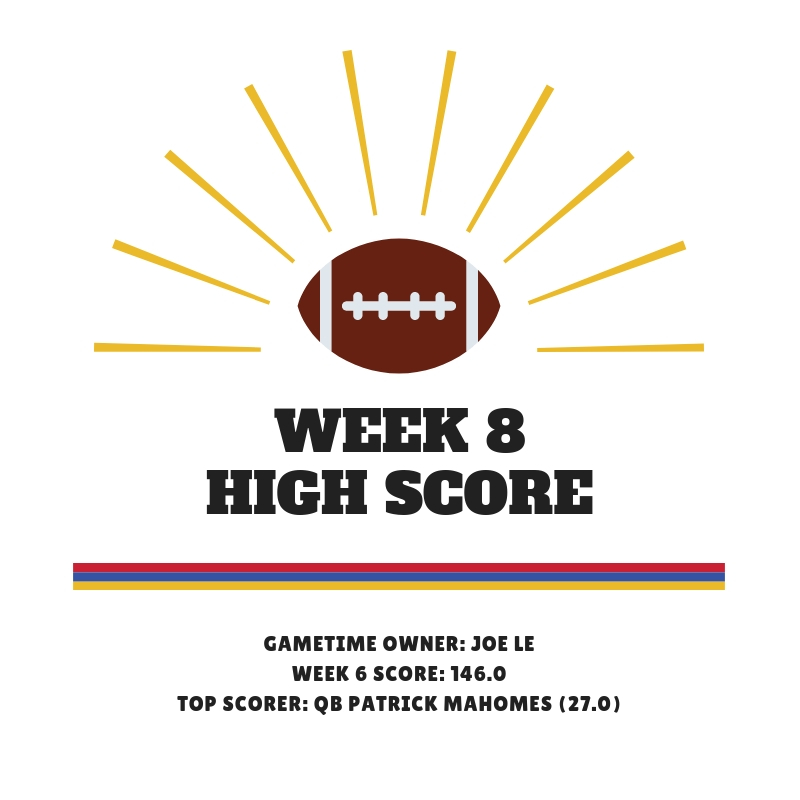 WEEK 8
HIGH SCORE
GAMETIME OWNER: JOE LE
WEEK 6 SCORE: 146.0
TOP SCORER: QB PATRICK MAHOMES (27.0)